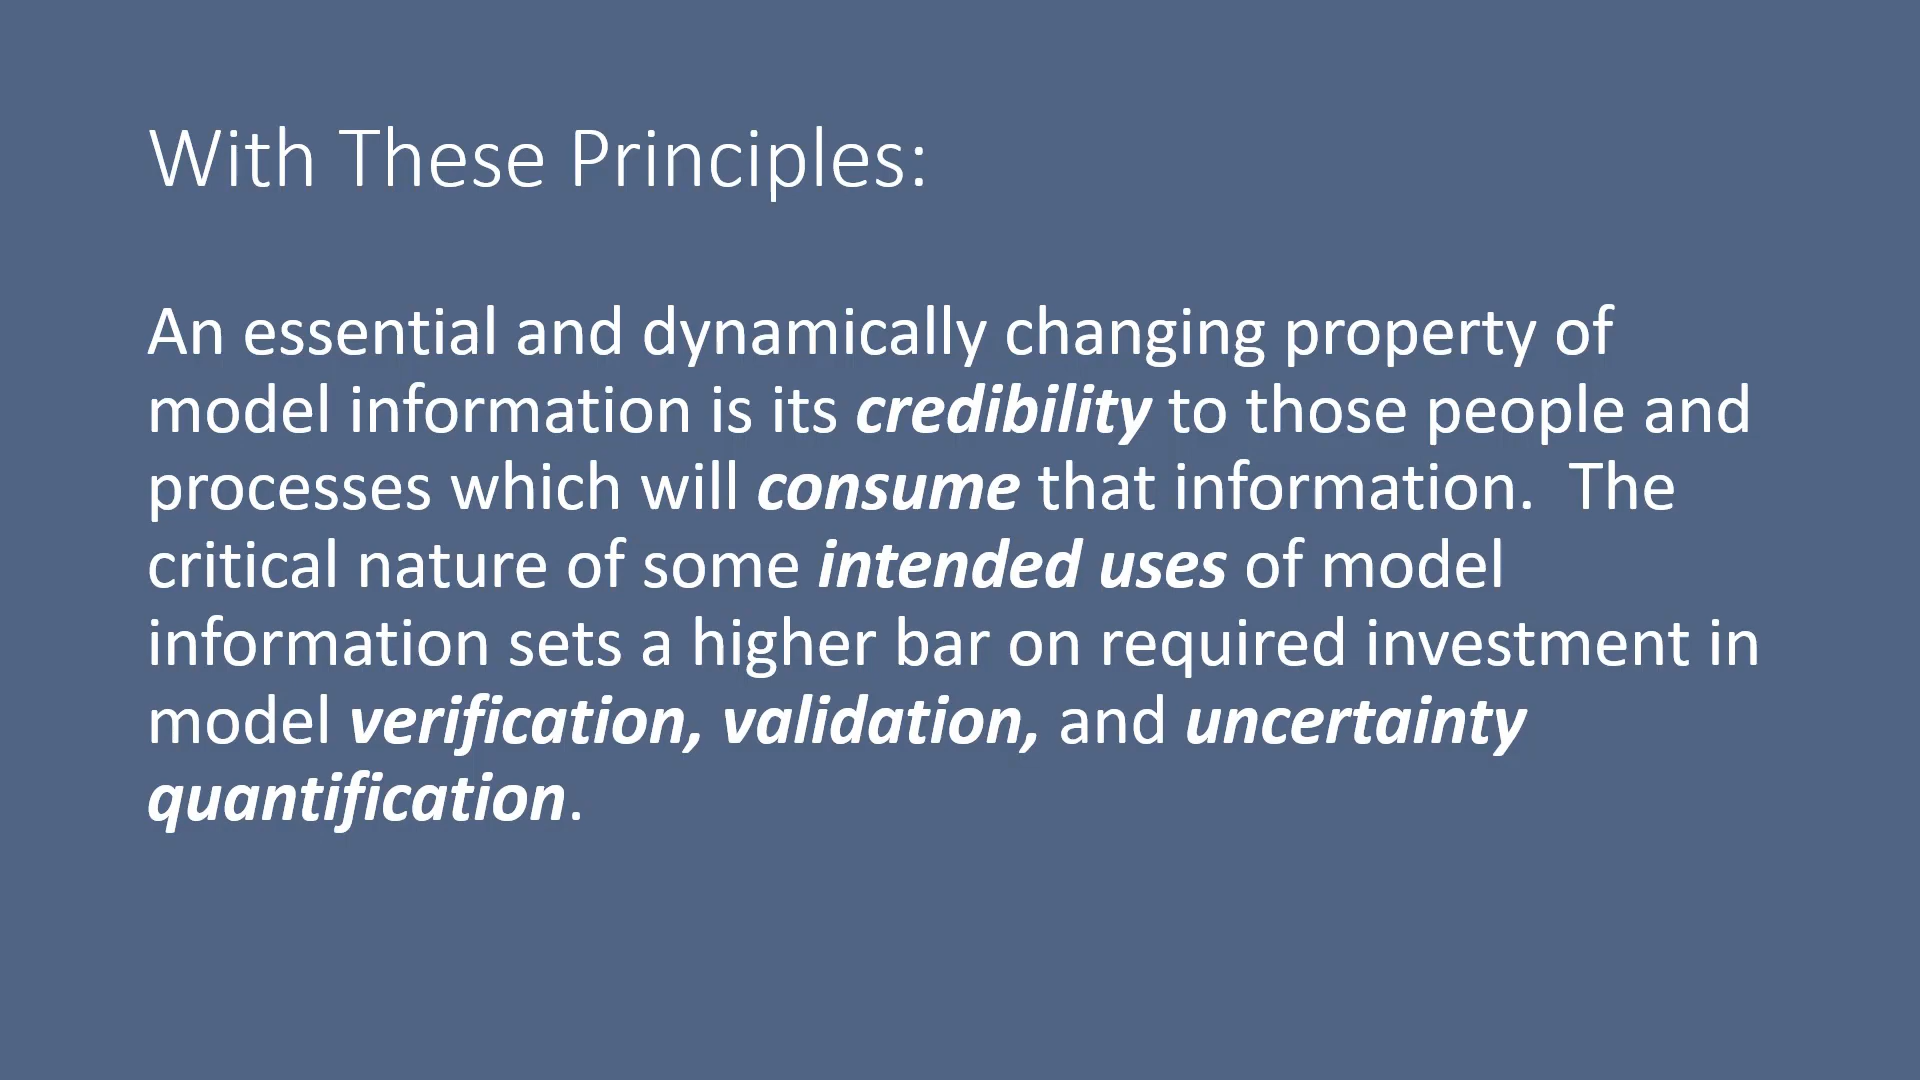 With These Principles:
An essential and dynamically changing property of
model information is its credibility to those people and
processes which will consume that information.  The
critical nature of some intended uses of model
information sets a higher bar on required investment in
model verification, validation, and uncertainty
quantification.